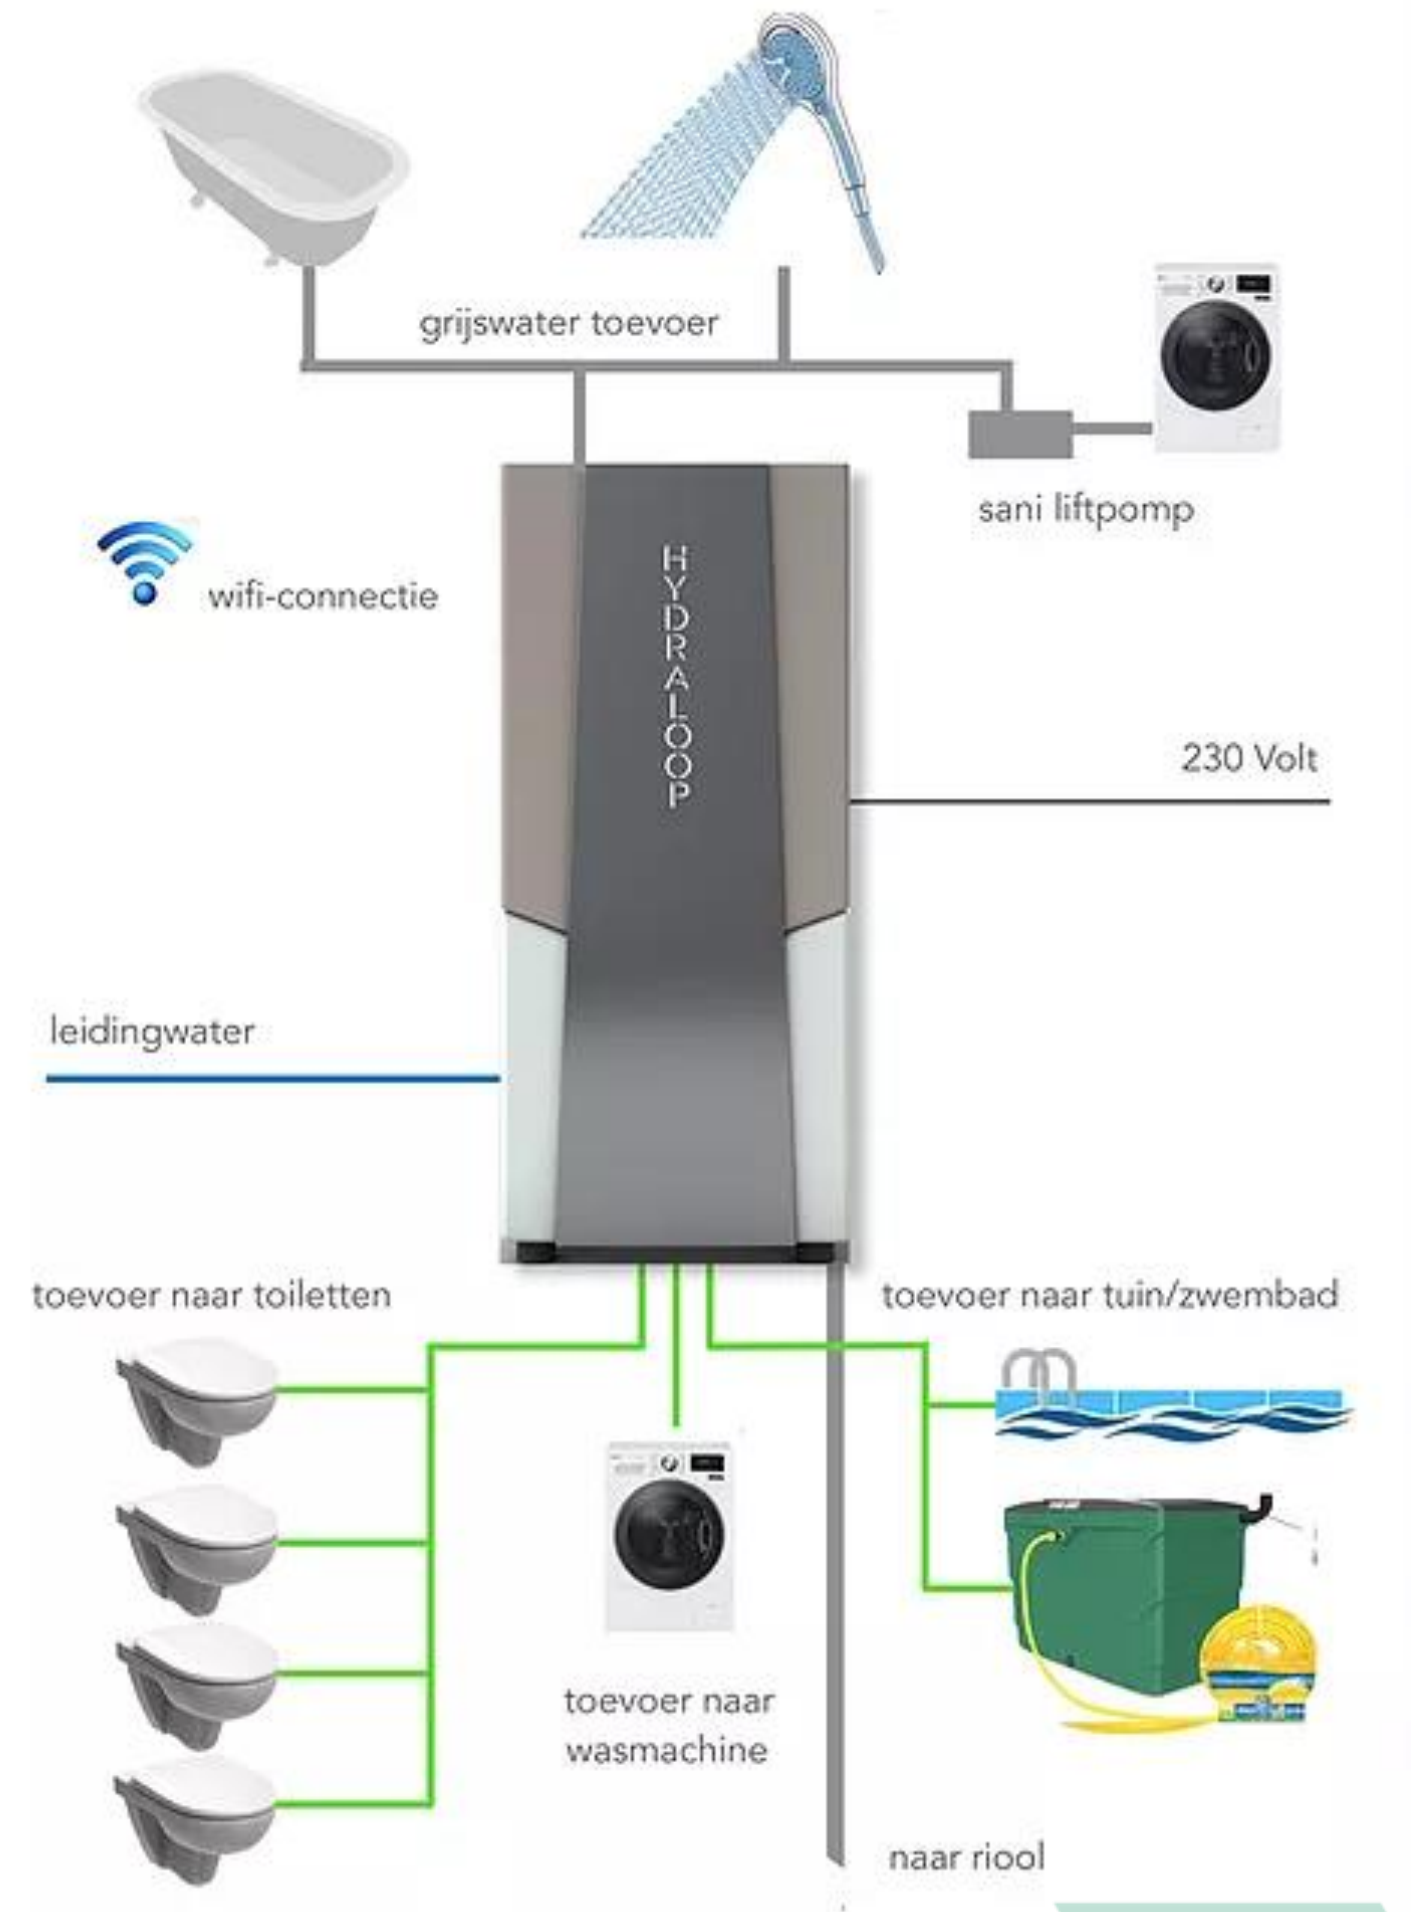 grijswater toevoer
sani liftpomp
wifi-connectie
HYDRALOOP
230 Volt
leidingwater
toevoer naar toiletten
toevoer naar tuin/zwembad
toevoer naar
wasmachine
naar riool